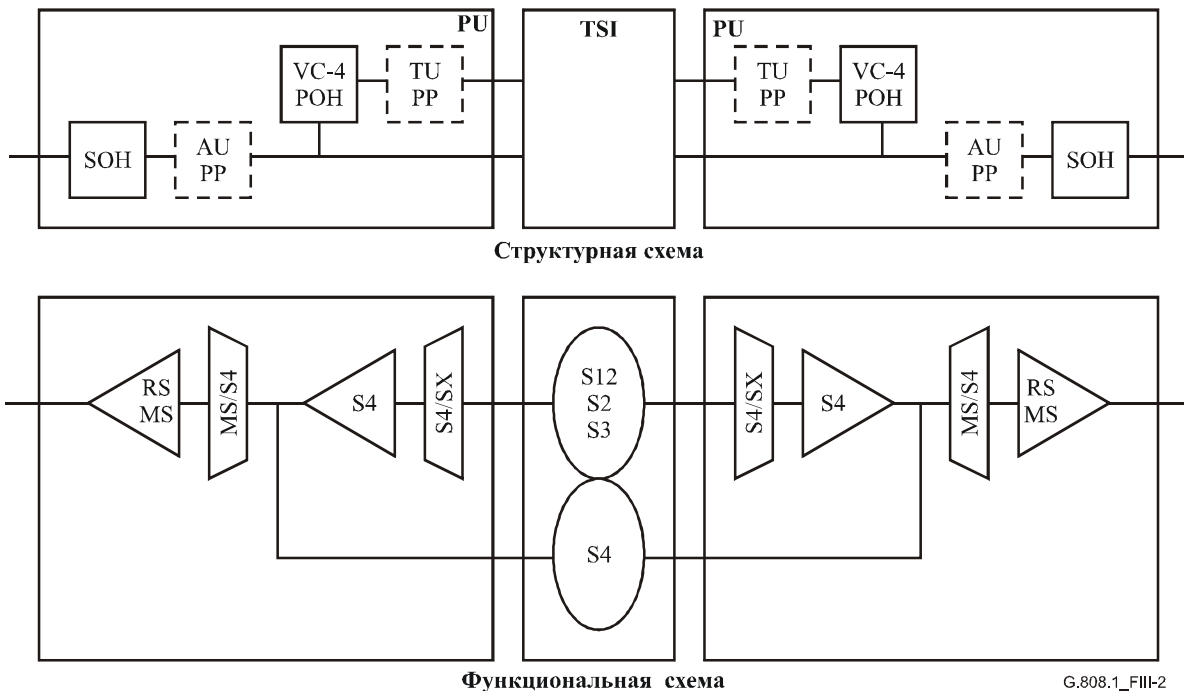 PU
TSI
PU
VC-4
POH
TU
PP
TU
PP
VC-4
POH
SOH
AU
PP
AU
PP
SOH
Структурная схема
RS
MS
MS/S4
S4
S4/SX
S12
S2
S3
S4/SX
S4
MS/S4
RS
MS
S4
Функциональная схема
G.808.1_FIII-2